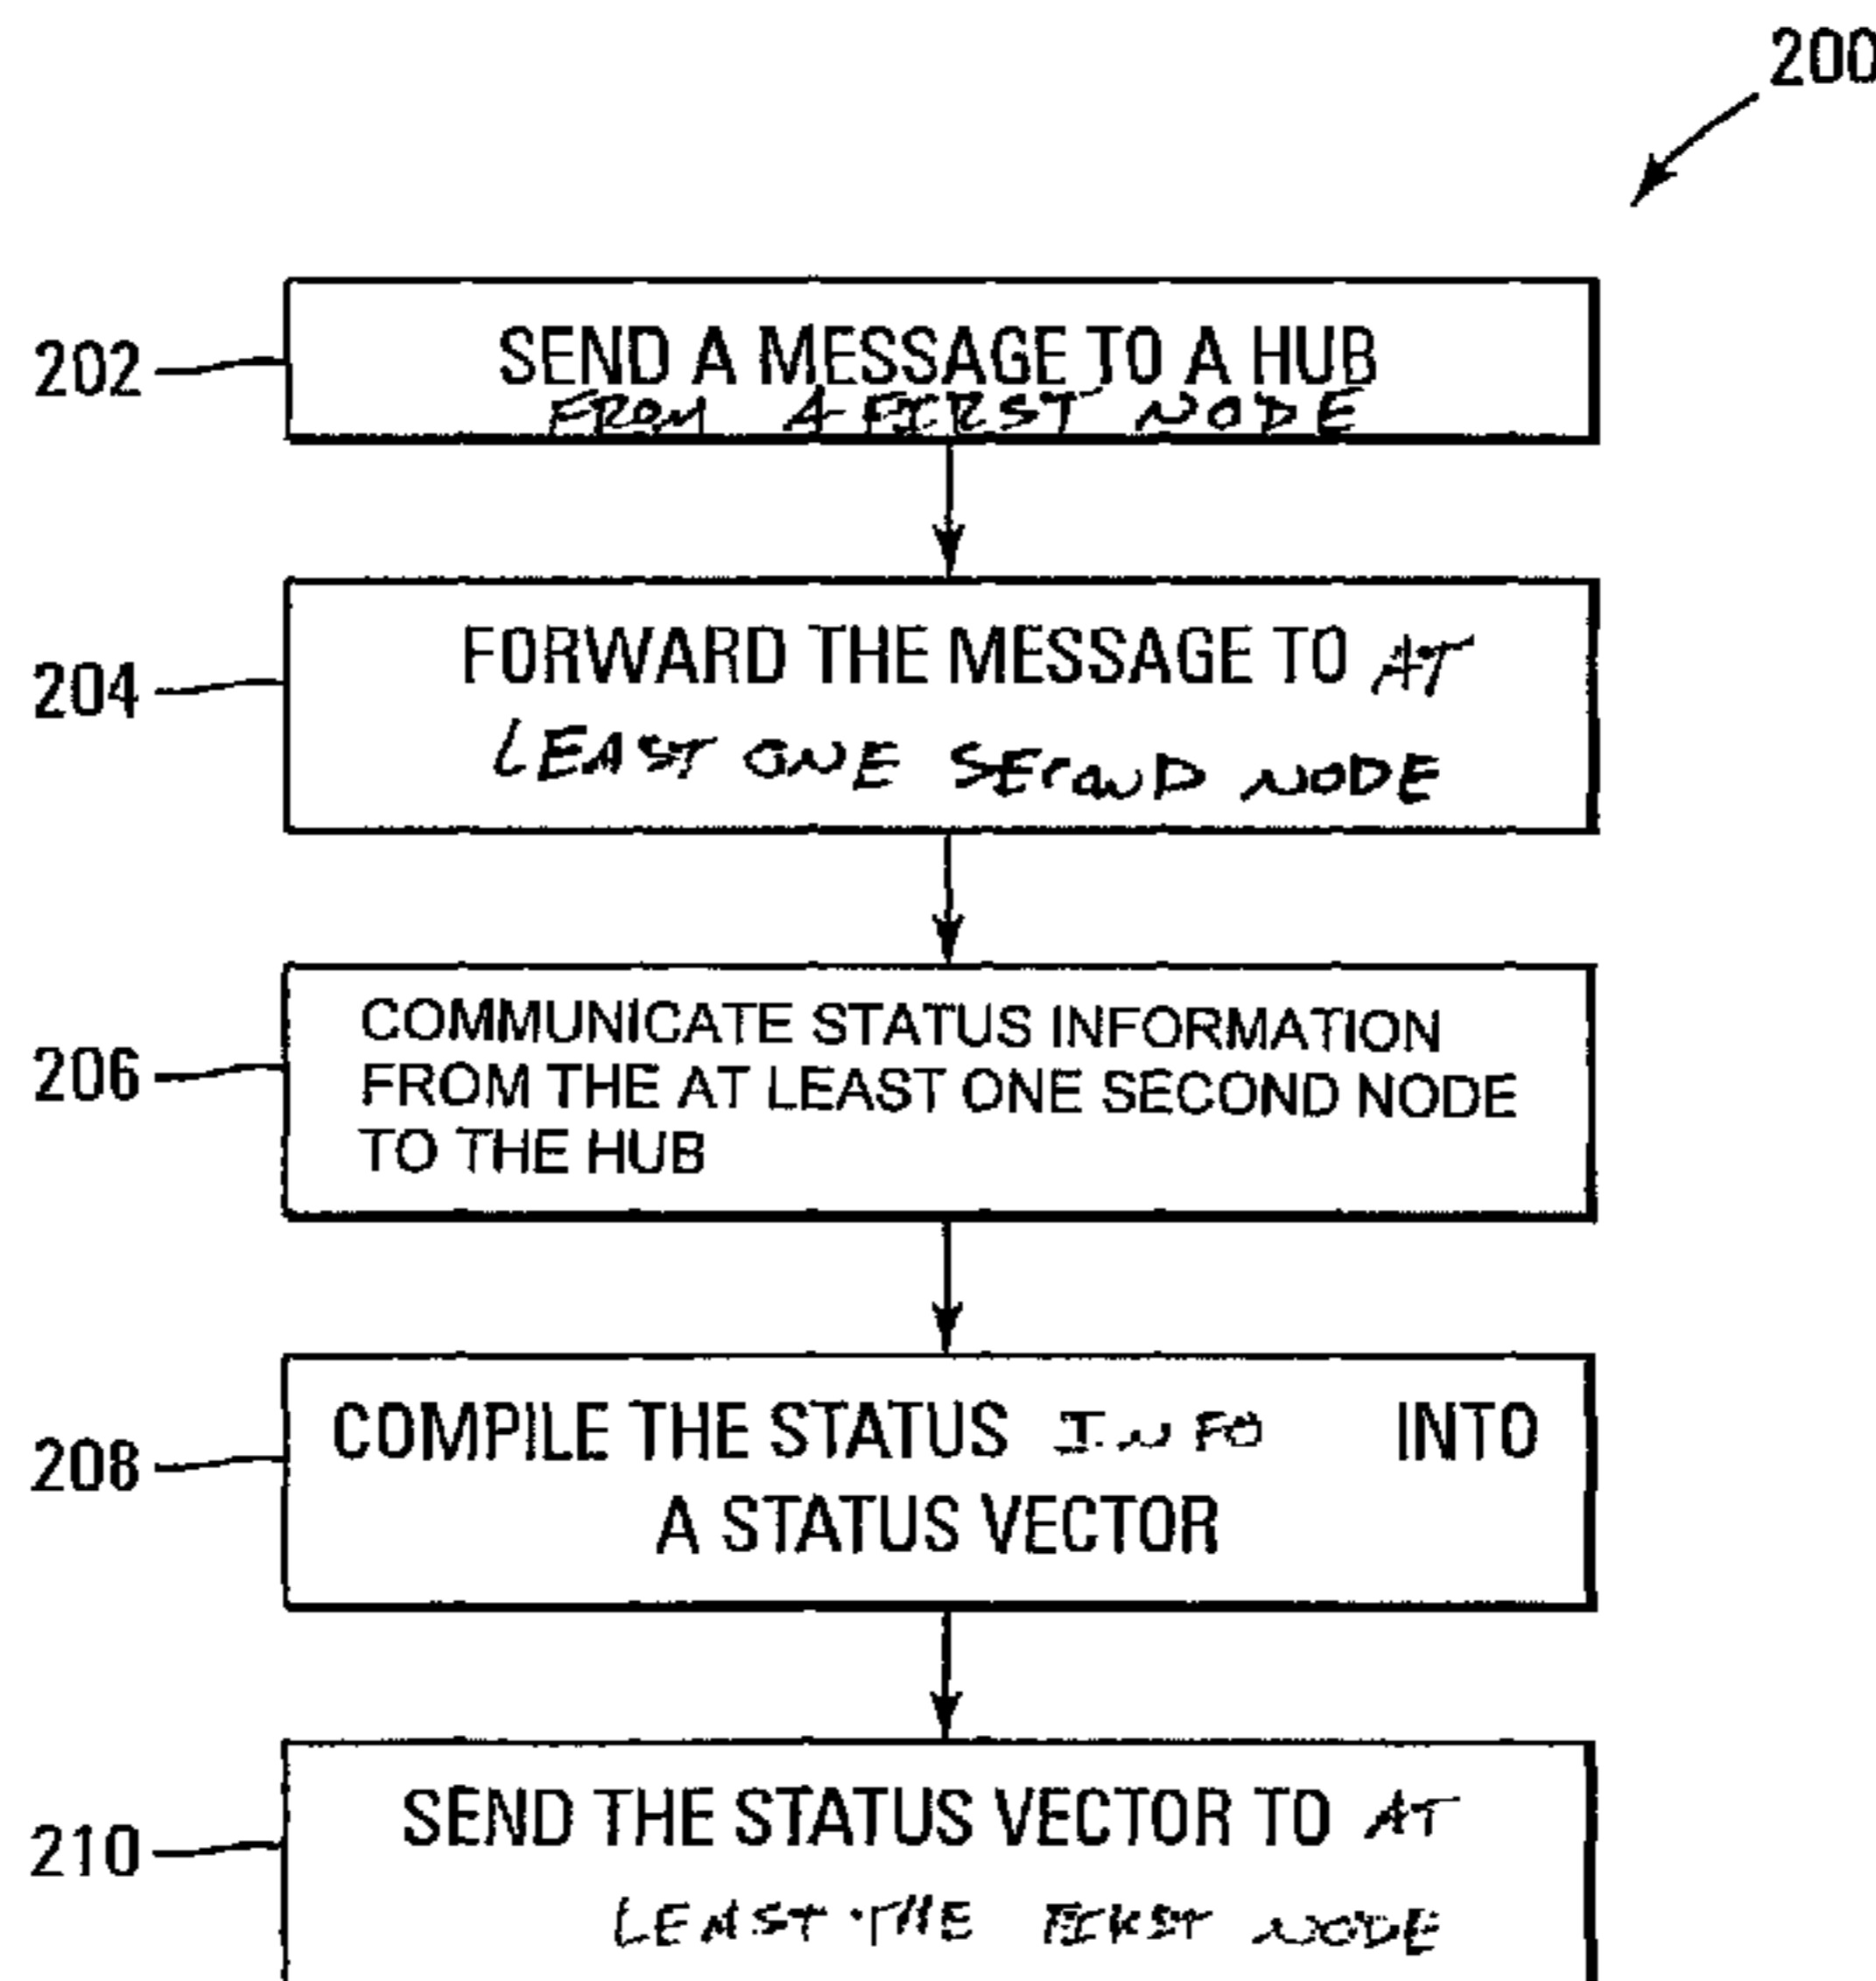 200
202
SEND A MESSAGE TO A HUB
FROM A FIRST NODE
204
FORWARD THE MESSAGE TO AT
LEAST ONE SECOND NODE
206
COMMUNICATE STATUS INFORMATION
FROM THE AT LEAST ONE SECOND NODE
TO THE HUB
208
COMPILE THE STATUS INFO INTO
A STATUS VECTOR
210
SEND THE STATUS VECTOR TO AT
LEAST THE FIRST NODE